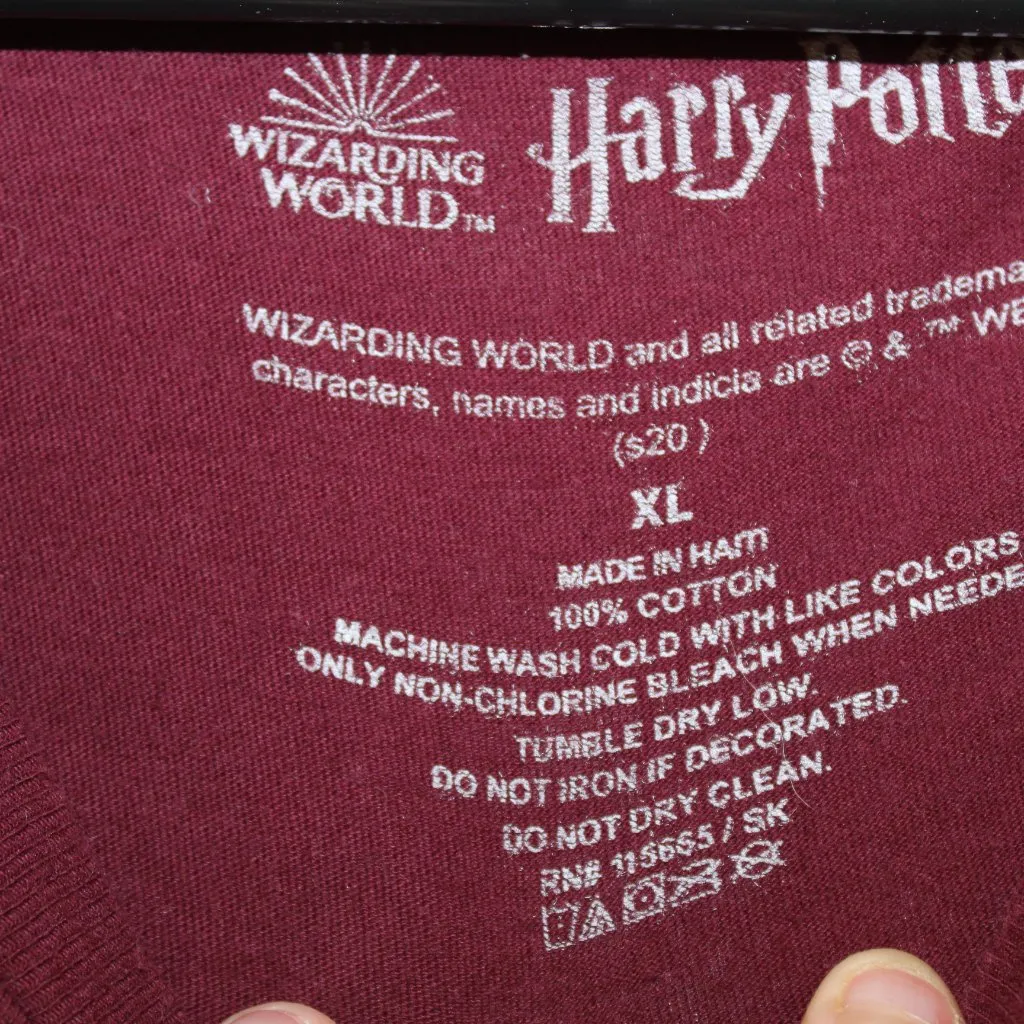 WIZARDING
WORLD™
Harry Potte
WIZARDING WORLD and all related tradema
characters, names and indicia are © & ™ WE
(s20 )
XL
MADE IN HAITI
100% COTTON
MACHINE WASH COLD WITH LIKE COLORS
ONLY NON-CHLORINE BLEACH WHEN NEEDE
TUMBLE DRY LOW.
DO NOT IRON IF DECORATED.
DO NOT DRY CLEAN.
RN# 115665 / SK